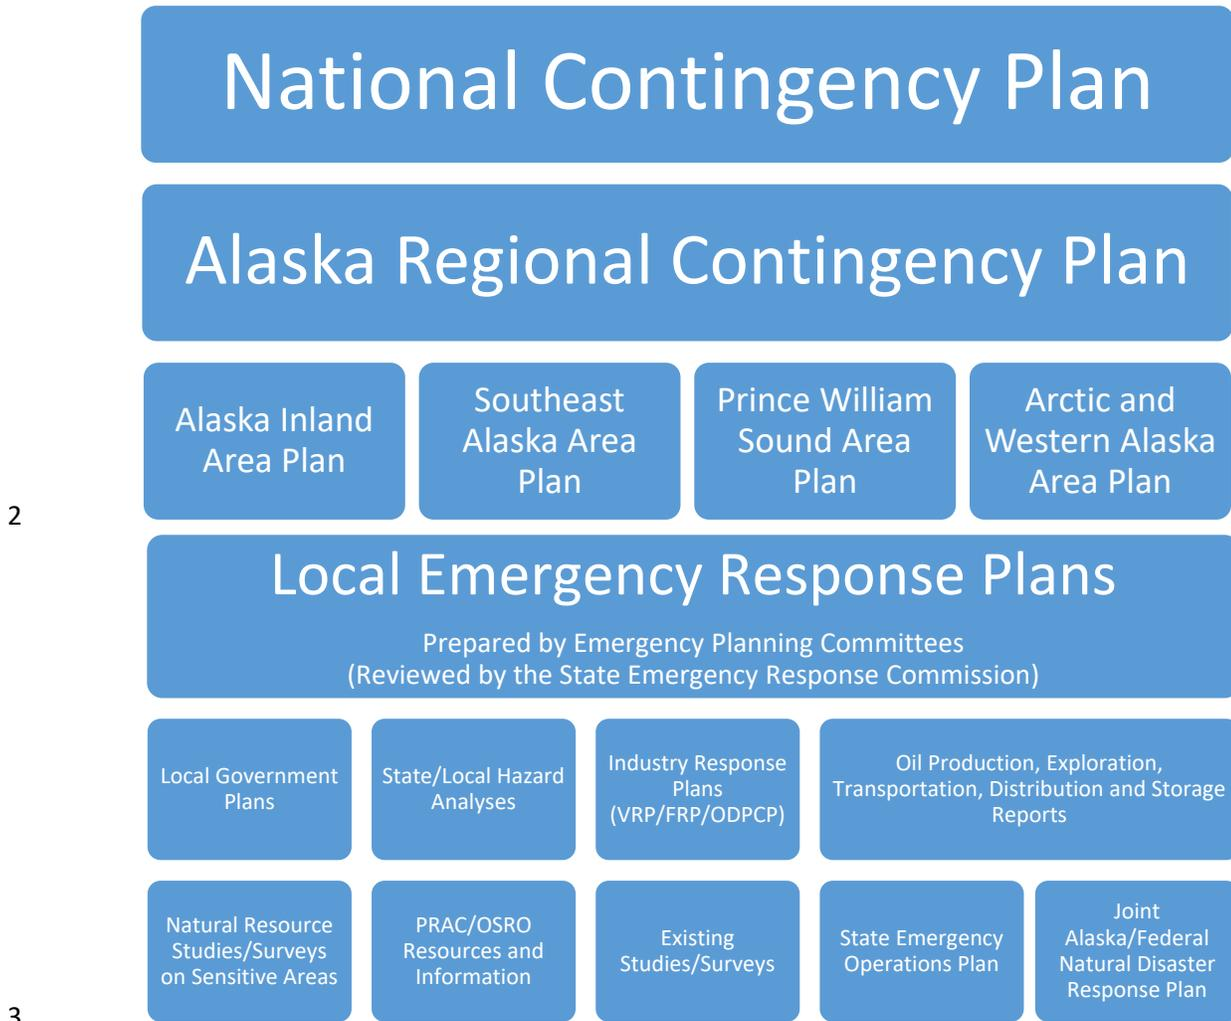 National Contingency Plan
Alaska Regional Contingency Plan
Alaska Inland
Area Plan
Southeast
Alaska Area
Plan
Prince William
Sound Area
Plan
Arctic and
Western Alaska
Area Plan
2
Local Emergency Response Plans
Prepared by Emergency Planning Committees
(Reviewed by the State Emergency Response Commission)
Local Government
Plans
State/Local Hazard
Analyses
Industry Response
Plans
(VRP/FRP/ODPCP)
Oil Production, Exploration,
Transportation, Distribution and Storage
Reports
Natural Resource
Studies/Surveys
on Sensitive Areas
PRAC/OSRO
Resources and
Information
Existing
Studies/Surveys
State Emergency
Operations Plan
Joint
Alaska/Federal
Natural Disaster
Response Plan
3